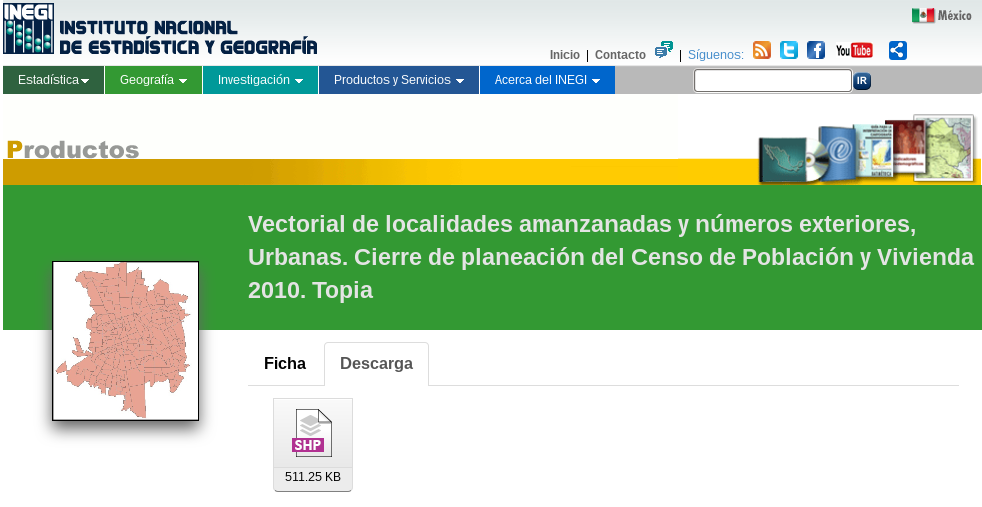 INEGI
INSTITUTO NACIONAL
DE ESTADÍSTICA Y GEOGRAFÍA
México
Inicio | Contacto | Síguenos: You Tube
Estadística Geografía Investigación Productos y Servicios Acerca del INEGI IR
Productos
Vectorial de localidades amanzanadas y números exteriores,
Urbanas. Cierre de planeación del Censo de Población y Vivienda
2010. Topia
Ficha Descarga
SHP
511.25 KB